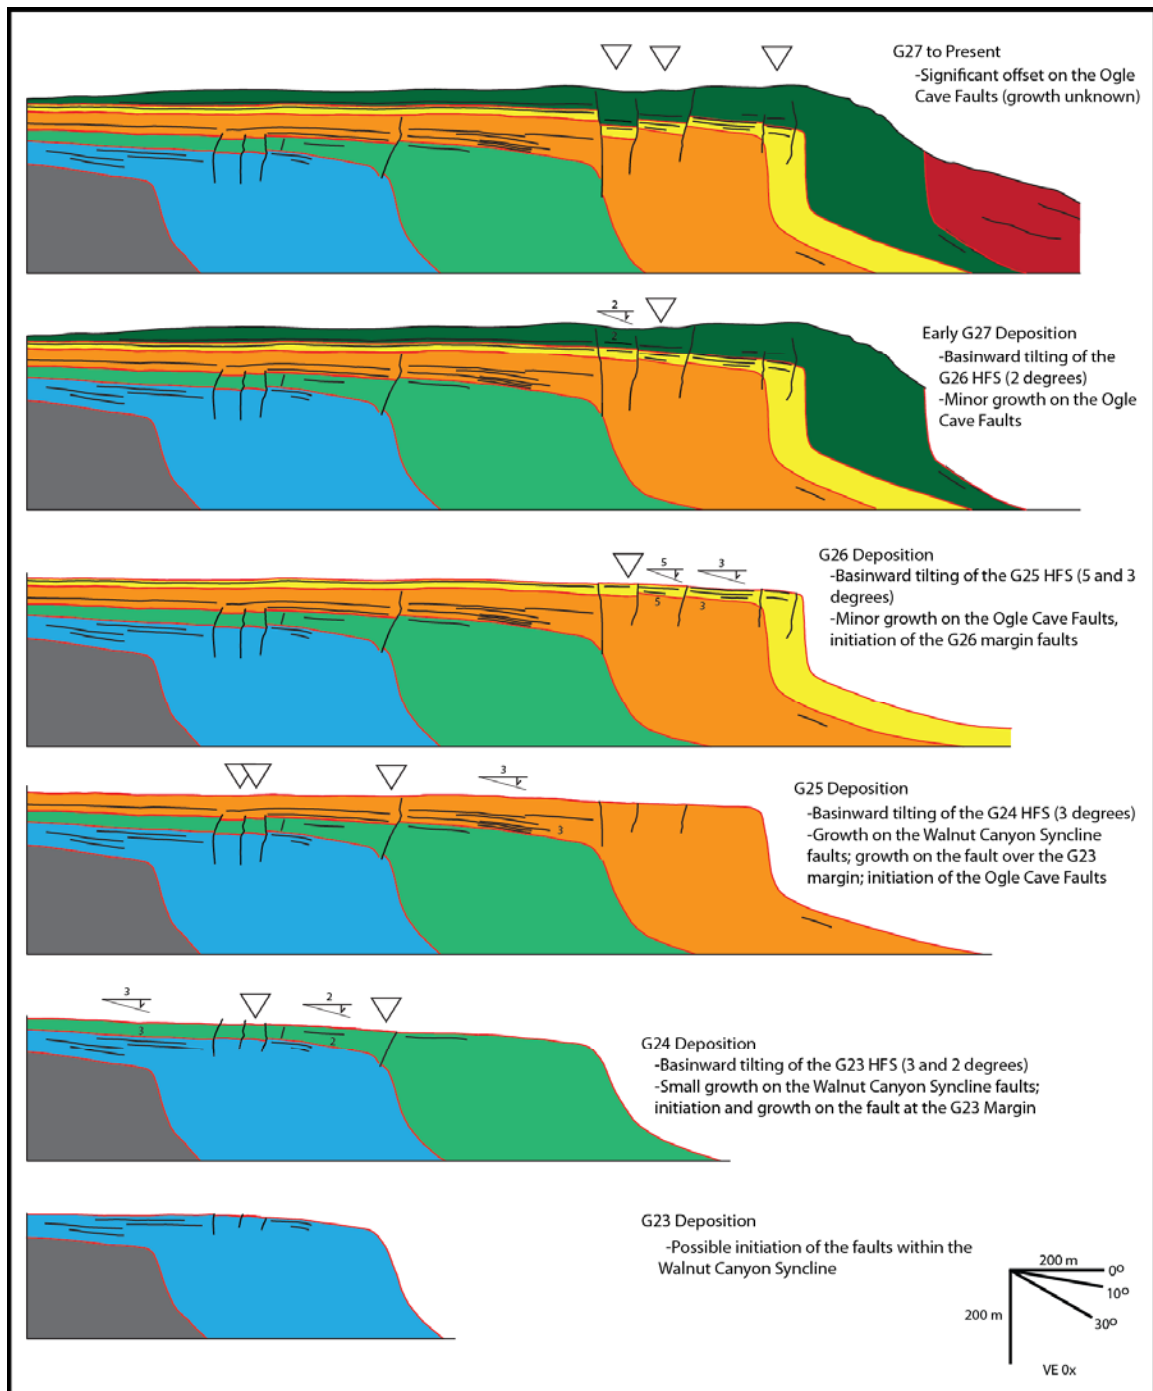 G27 to Present
-Significant offset on the Ogle
Cave Faults (growth unknown)
2
2
Early G27 Deposition
-Basinward tilting of the
G26 HFS (2 degrees)
-Minor growth on the Ogle
Cave Faults
5
3
5
3
G26 Deposition
-Basinward tilting of the G25 HFS (5 and 3
degrees)
-Minor growth on the Ogle Cave Faults,
initiation of the G26 margin faults
3
3
G25 Deposition
-Basinward tilting of the G24 HFS (3 degrees)
-Growth on the Walnut Canyon Syncline
faults; growth on the fault over the G23
margin; initiation of the Ogle Cave Faults
3
2
3
2
G24 Deposition
-Basinward tilting of the G23 HFS (3 and 2 degrees)
-Small growth on the Walnut Canyon Syncline faults;
initiation and growth on the fault at the G23 Margin
G23 Deposition
-Possible initiation of the faults within the
Walnut Canyon Syncline
200 m
0º
10º
200 m
30º
VE 0x